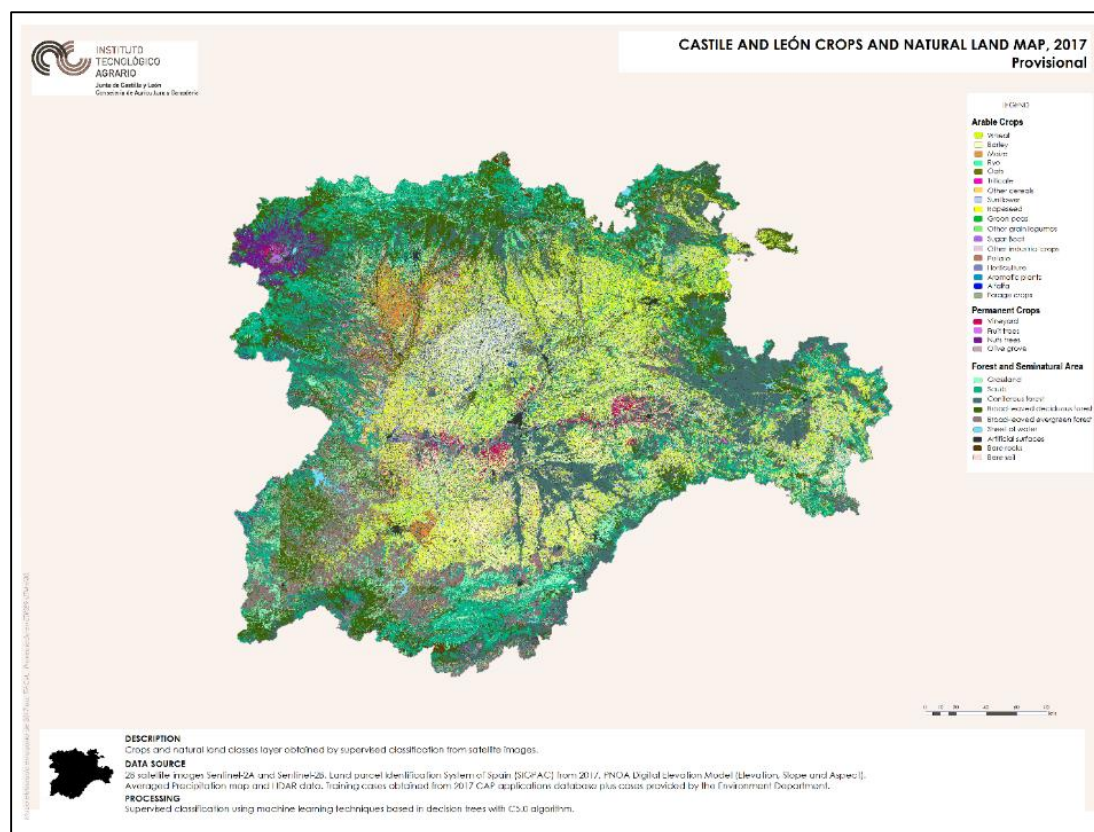 INSTITUTO
TECNOLÓGICO
AGRARIO
Junta de Castilla y León
Consejería de Agricultura y Ganadería
CASTILE AND LEÓN CROPS AND NATURAL LAND MAP, 2017
Provisional
LEGEND
Arable Crops
Wheat
Barley
Maize
Rye
Oats
Triticale
Other cereals
Sunflower
Rapeseed
Green peas
Other grain legumes
Sugar Beet
Other industrial crops
Potato
Horticulture
Aromatic plants
Alfalfa
Forage crops
Permanent Crops
Vineyard
Fruit trees
Nuts trees
Olive grove
Forest and Seminatural Area
Grassland
Scrub
Coniferous forest
Broad-leaved deciduous forest
Broad-leaved evergreen forest
Sheet of water
Artificial surfaces
Bare rocks
Bare soil
DESCRIPTION
Crops and natural land classes layer obtained by supervised classification from satellite images.
DATA SOURCE
28 satellite images Sentinel-2A and Sentinel-2B. Land parcel Identification System of Spain (SIGPAC) from 2017, PNOA Digital Elevation Model (Elevation, Slope and Aspect).
Averaged Precipitation map and LIDAR data. Training cases obtained from 2017 CAP applications database plus cases provided by the Environment Department.
PROCESSING
Supervised classification using machine learning techniques based in decision trees with C5.0 algorithm.